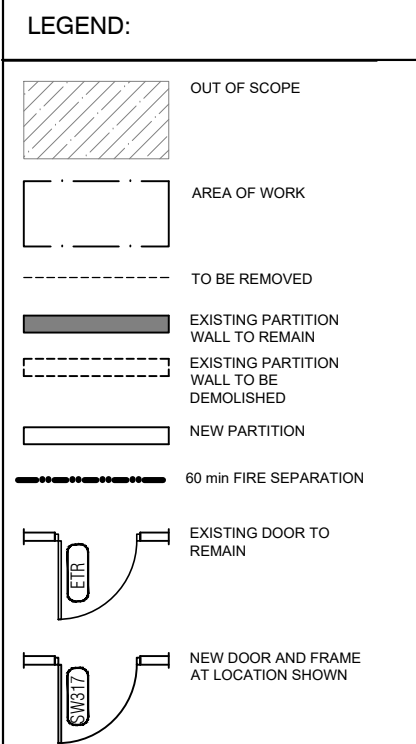 LEGEND:
OUT OF SCOPE
AREA OF WORK
TO BE REMOVED
EXISTING PARTITION
WALL TO REMAIN
EXISTING PARTITION
WALL TO BE
DEMOLISHED
NEW PARTITION
60 min FIRE SEPARATION
EXISTING DOOR TO
REMAIN
ETR
NEW DOOR AND FRAME
AT LOCATION SHOWN
SW317